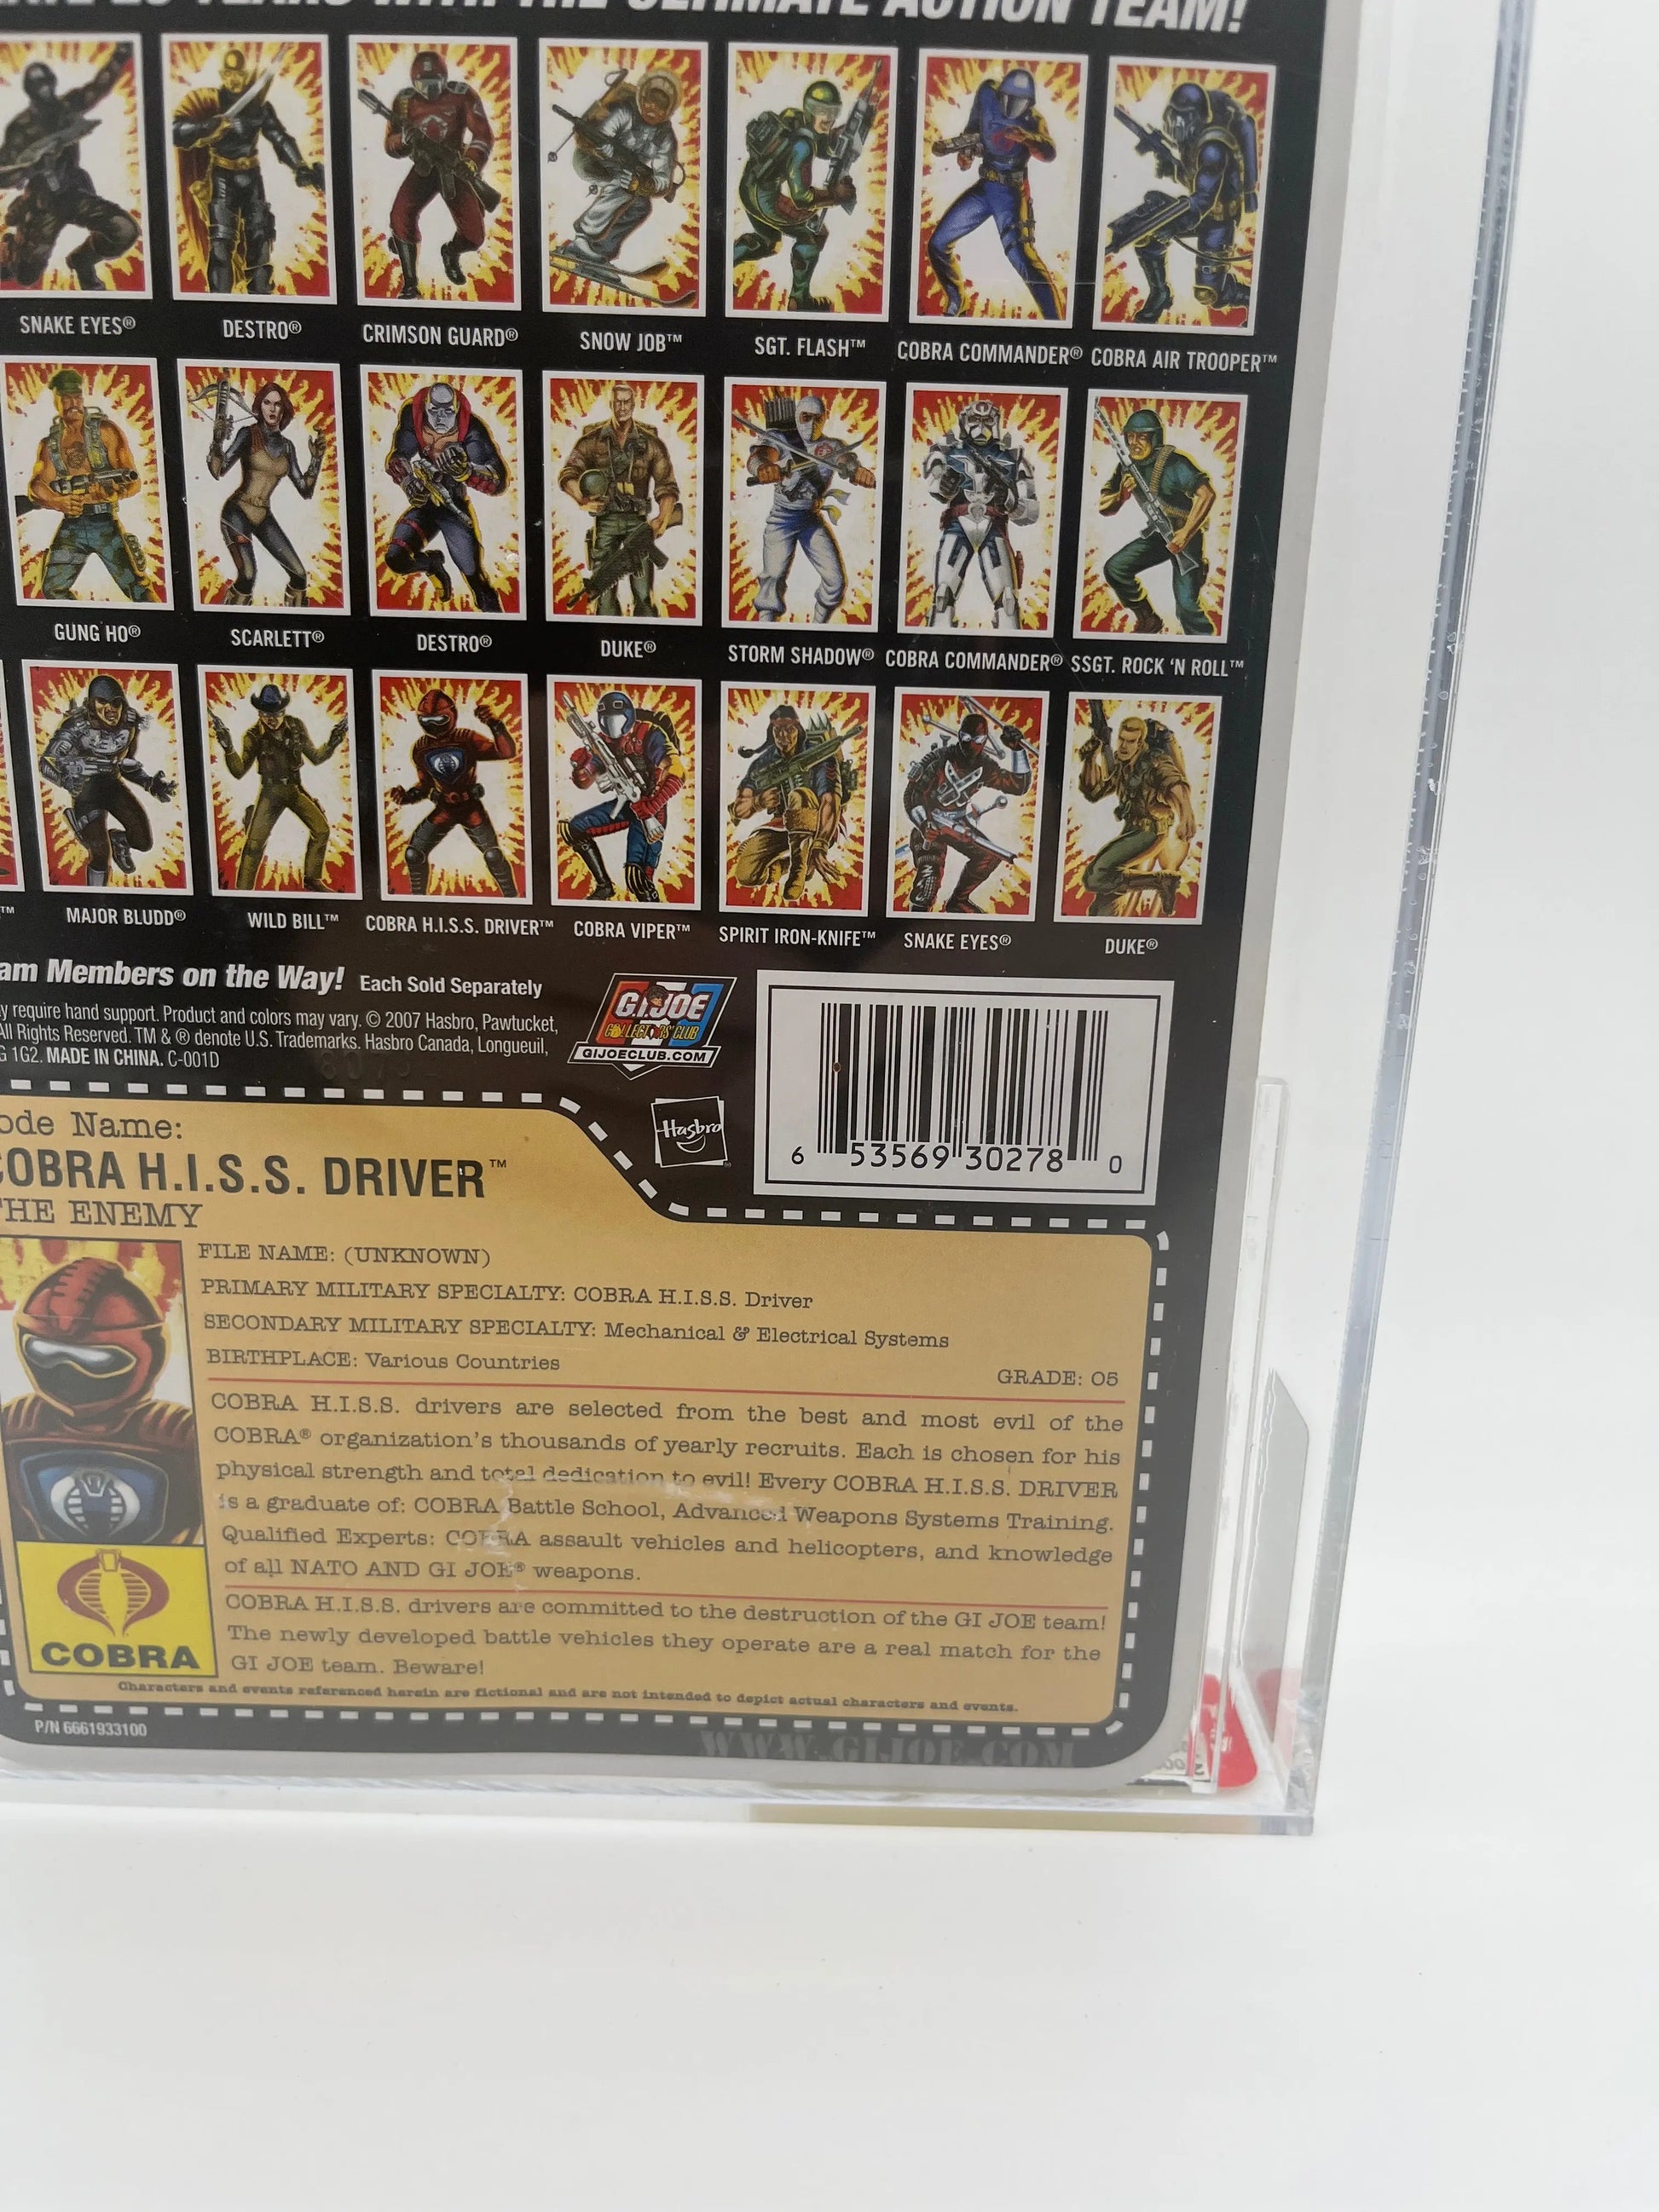 25 YEARS WITH THE ULTIMATE ACTION TEAM!
SNAKE EYES® DESTRO® CRIMSON GUARD® SNOW JOB™ SGT. FLASH™ COBRA COMMANDER® COBRA AIR TROOPER™
GUNG HO® SCARLETT® DESTRO® DUKE® STORM SHADOW® COBRA COMMANDER® SSGT. ROCK 'N ROLL™
™ MAJOR BLUDD® WILD BILL™ COBRA H.I.S.S. DRIVER™ COBRA VIPER™ SPIRIT IRON-KNIFE™ SNAKE EYES® DUKE®
am Members on the Way! Each Sold Separately
y require hand support. Product and colors may vary. © 2007 Hasbro, Pawtucket,
All Rights Reserved. TM & ® denote U.S. Trademarks. Hasbro Canada, Longueuil,
G 1G2. MADE IN CHINA. C-001D
G.I. JOE
COLLECTORS' CLUB
GIJOECLUB.COM
Hasbro
6 53569 30278 0
ode Name:
COBRA H.I.S.S. DRIVER™
THE ENEMY
FILE NAME: (UNKNOWN)
PRIMARY MILITARY SPECIALTY: COBRA H.I.S.S. Driver
SECONDARY MILITARY SPECIALTY: Mechanical & Electrical Systems
BIRTHPLACE: Various Countries
GRADE: O5
COBRA H.I.S.S. drivers are selected from the best and most evil of the
COBRA® organization's thousands of yearly recruits. Each is chosen for his
physical strength and total dedication to evil! Every COBRA H.I.S.S. DRIVER
is a graduate of: COBRA Battle School, Advanced Weapons Systems Training.
Qualified Experts: COBRA assault vehicles and helicopters, and knowledge
of all NATO AND GI JOE® weapons.
COBRA H.I.S.S. drivers are committed to the destruction of the GI JOE team!
The newly developed battle vehicles they operate are a real match for the
GI JOE team. Beware!
COBRA
Characters and events referenced herein are fictional and are not intended to depict actual characters and events.
P/N 6661933100
WWW.GIJOE.COM